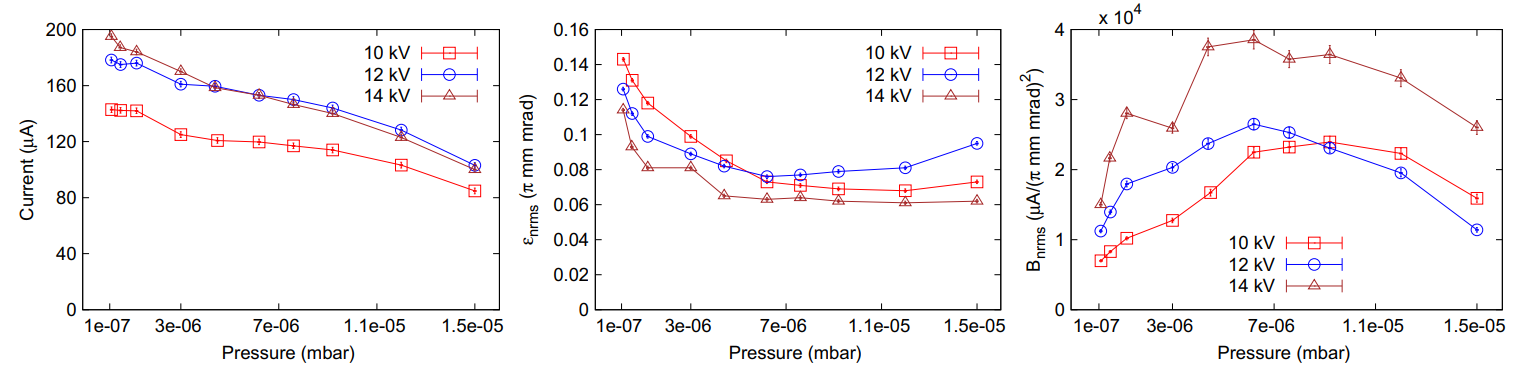 Current (μA)
200
160
120
80
40
0
10 kV
12 kV
14 kV
1e-07 3e-06 7e-06 1.1e-05 1.5e-05
Pressure (mbar)
εnrms (π mm mrad)
0.16
0.14
0.12
0.1
0.08
0.06
0.04
0.02
0
10 kV
12 kV
14 kV
1e-07 3e-06 7e-06 1.1e-05 1.5e-05
Pressure (mbar)
x 10⁴
Bnrms (μA/(π mm mrad)²)
4
3
2
1
0
10 kV
12 kV
14 kV
1e-07 3e-06 7e-06 1.1e-05 1.5e-05
Pressure (mbar)